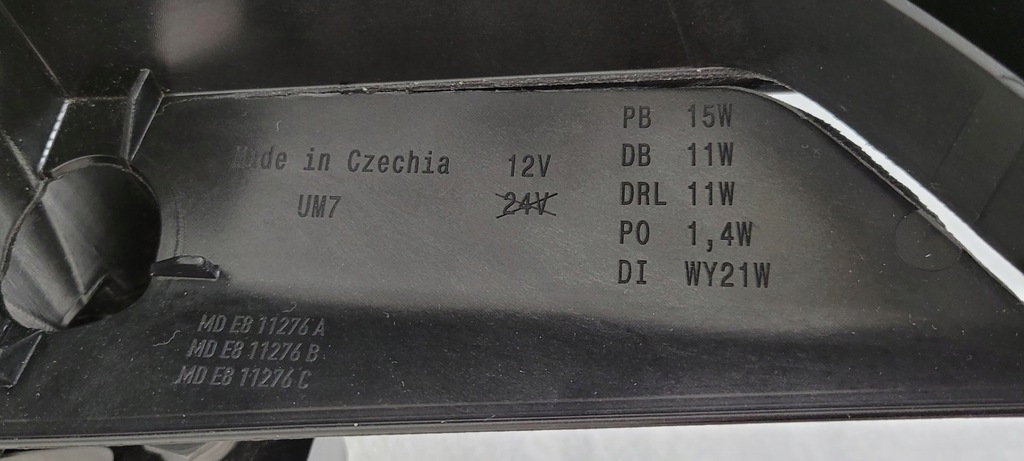 Made in Czechia
UM7
12V
24V
PB 15W
DB 11W
DRL 11W
PO 1,4W
DI WY21W
MD E8 11276 A
MD E8 11276 B
MD E8 11276 C